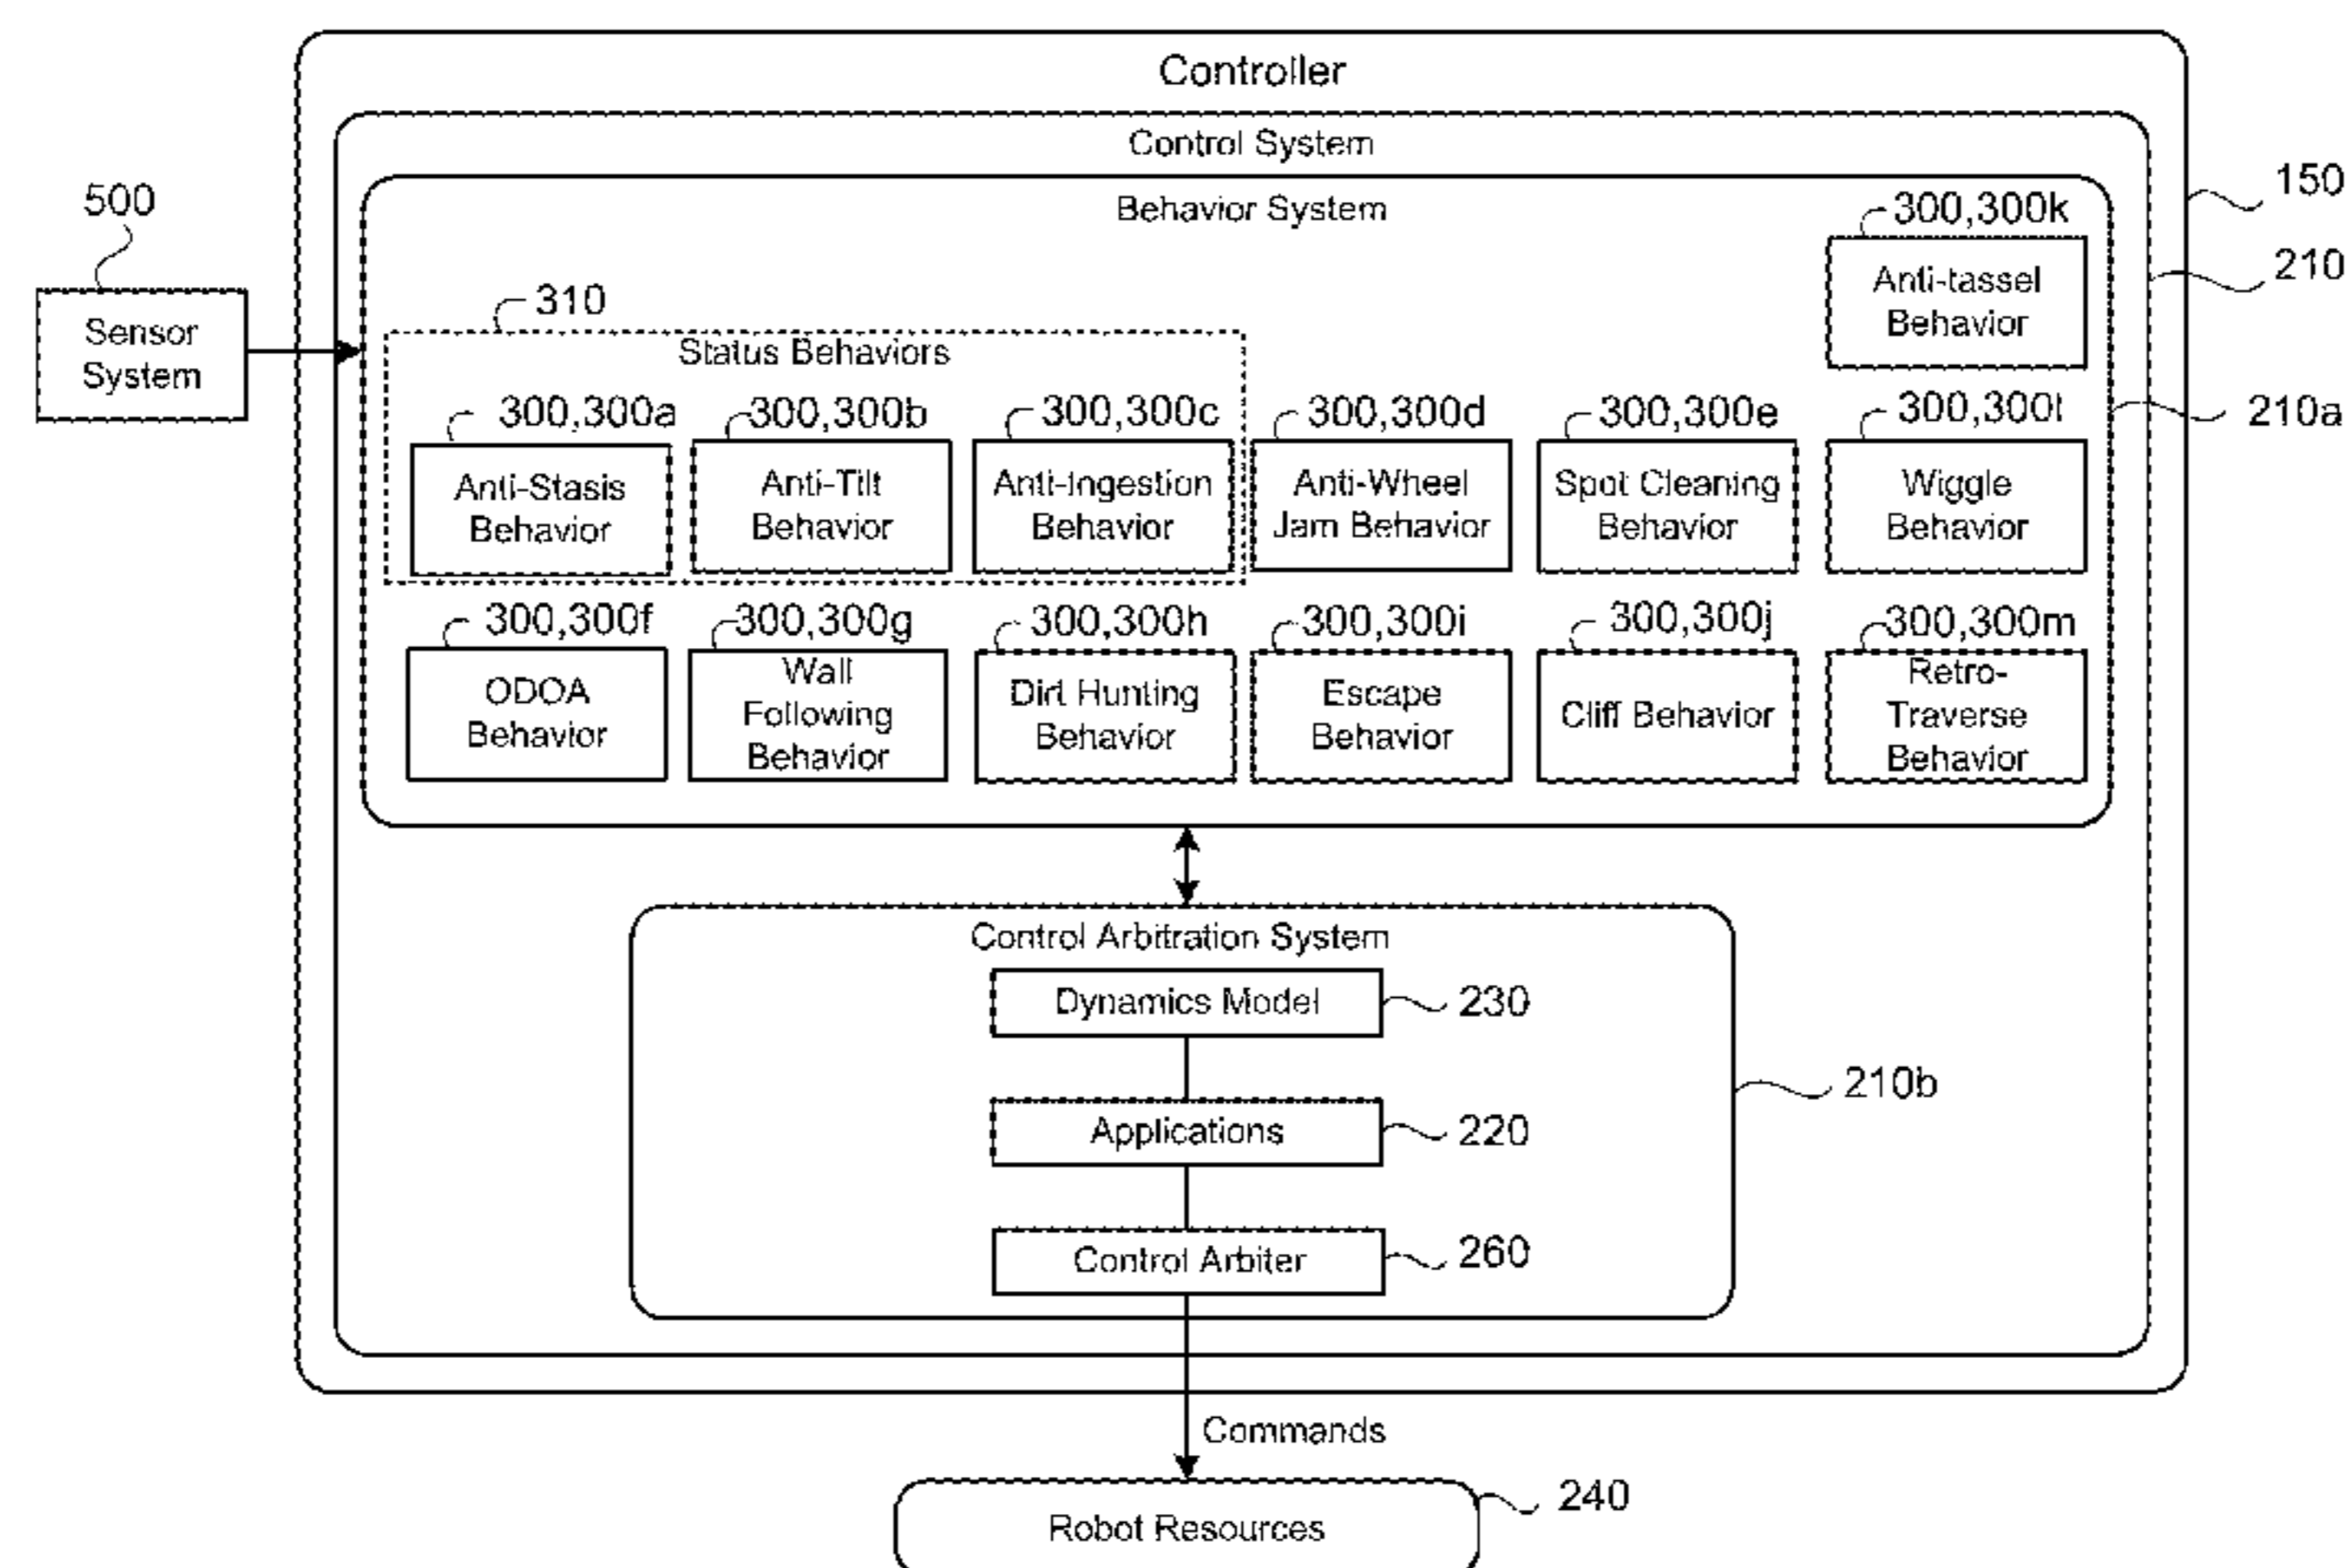 Controller
Control System
150
500
Behavior System
300,300k
210
Anti-tassel
Behavior
310
Sensor
System
Status Behaviors
210a
300,300a
300,300b
300,300c
300,300d
300,300e
300,300l
Anti-Stasis
Behavior
Anti-Tilt
Behavior
Anti-Ingestion
Behavior
Anti-Wheel
Jam Behavior
Spot Cleaning
Behavior
Wiggle
Behavior
300,300f
300,300g
300,300h
300,300i
300,300j
300,300m
ODOA
Behavior
Wall
Following
Behavior
Dirt Hunting
Behavior
Escape
Behavior
Cliff Behavior
Retro-
Traverse
Behavior
Control Arbitration System
Dynamics Model
230
210b
Applications
220
Control Arbiter
260
Commands
240
Robot Resources